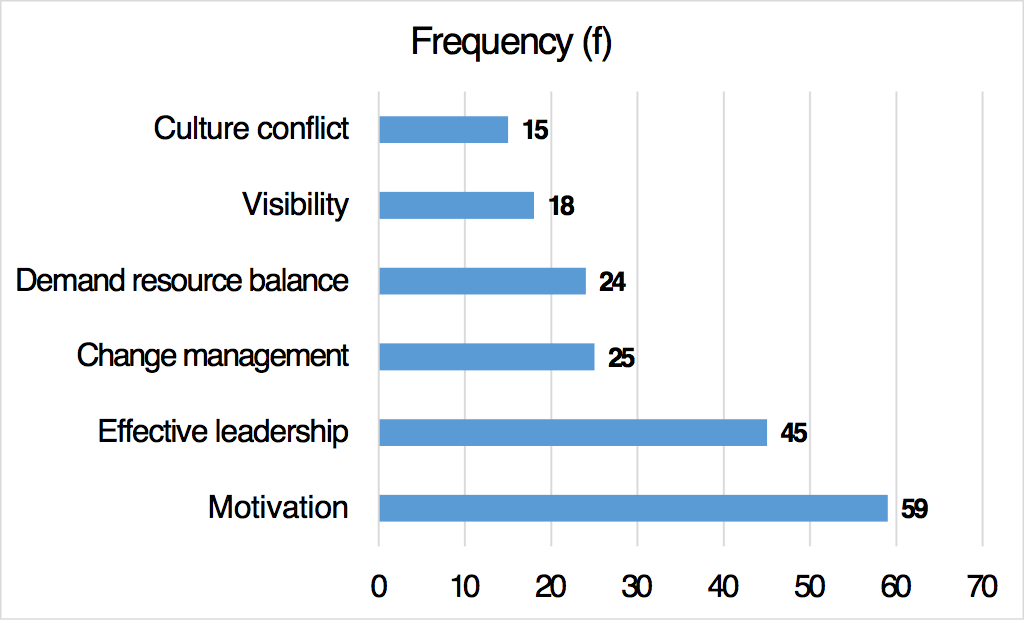 Frequency (f)
Culture conflict 15
Visibility 18
Demand resource balance 24
Change management 25
Effective leadership 45
Motivation 59
0 10 20 30 40 50 60 70